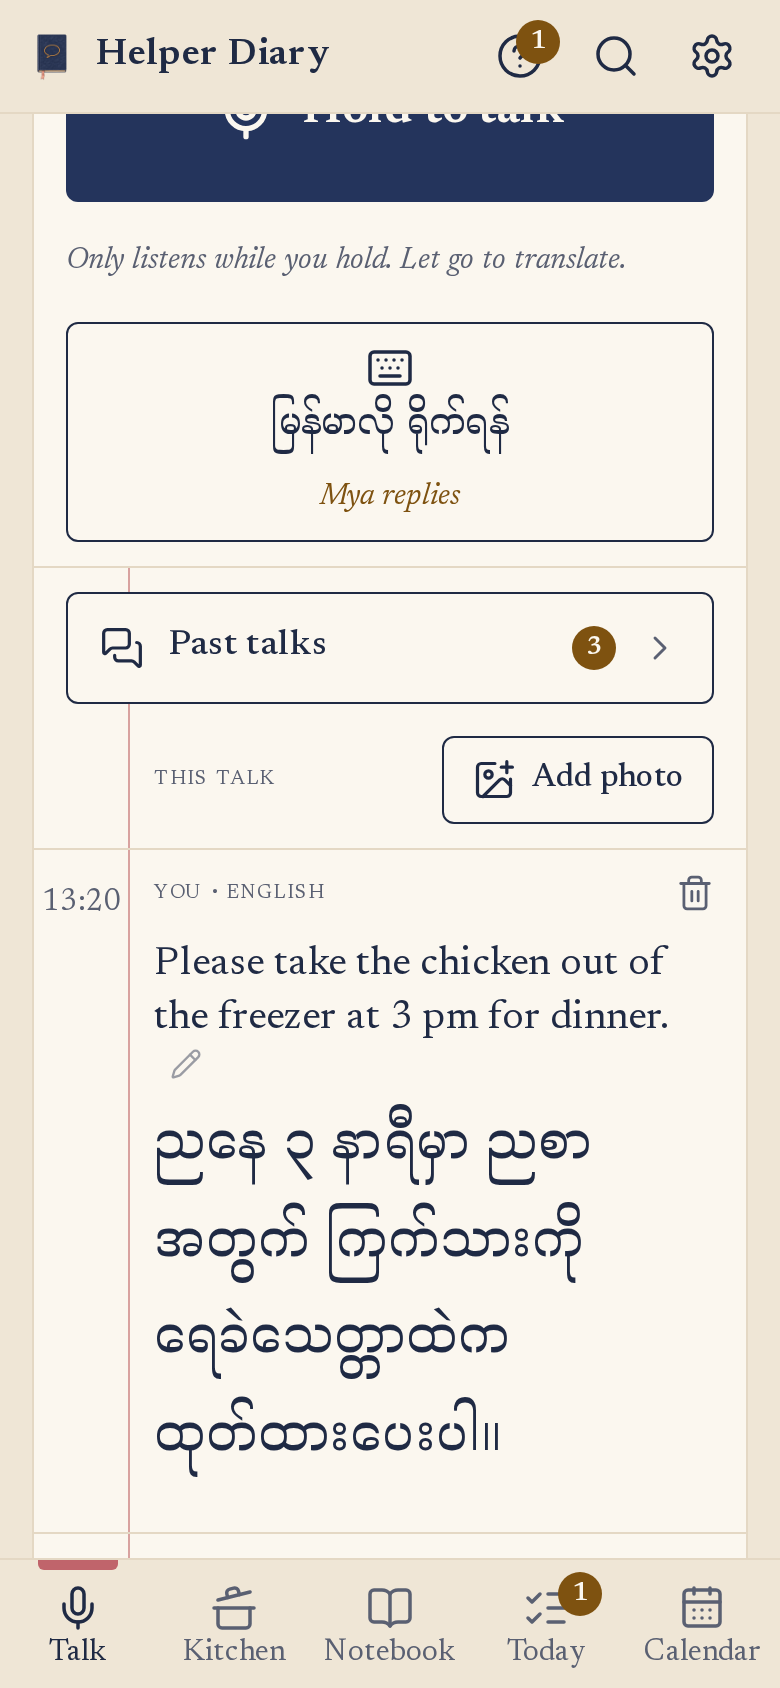 Helper Diary
1
Hold to talk
Only listens while you hold. Let go to translate.
မြန်မာလို ရိုက်ရန်
Mya replies
Past talks
3
THIS TALK
Add photo
13:20
YOU • ENGLISH
Please take the chicken out of
the freezer at 3 pm for dinner.
ညနေ ၃ နာရီမှာ ညစာ
အတွက် ကြက်သားကို
ရေခဲသေတ္တာထဲက
ထုတ်ထားပေးပါ။
1
Talk
Kitchen
Notebook
Today
Calendar